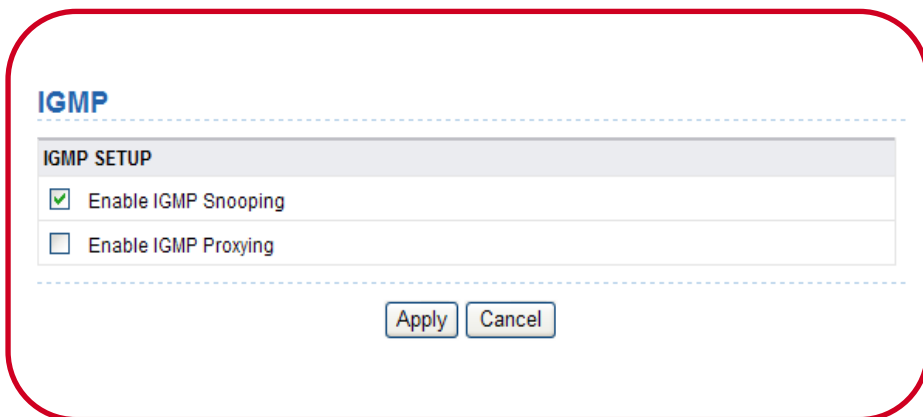 IGMP
IGMP SETUP
Enable IGMP Snooping
Enable IGMP Proxying
Apply Cancel